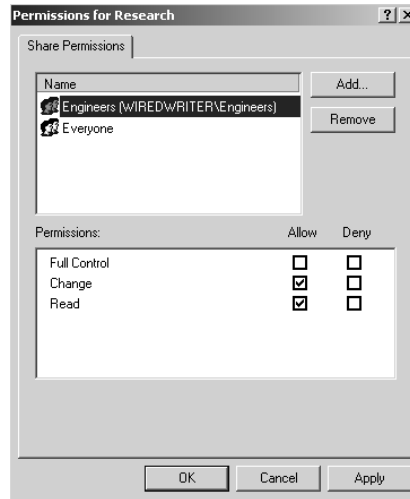 Permissions for Research
Share Permissions
Name
Add...
Engineers (WIREDWRITER\Engineers)
Everyone
Remove
Permissions: Allow Deny
Full Control
Change
Read
OK Cancel Apply